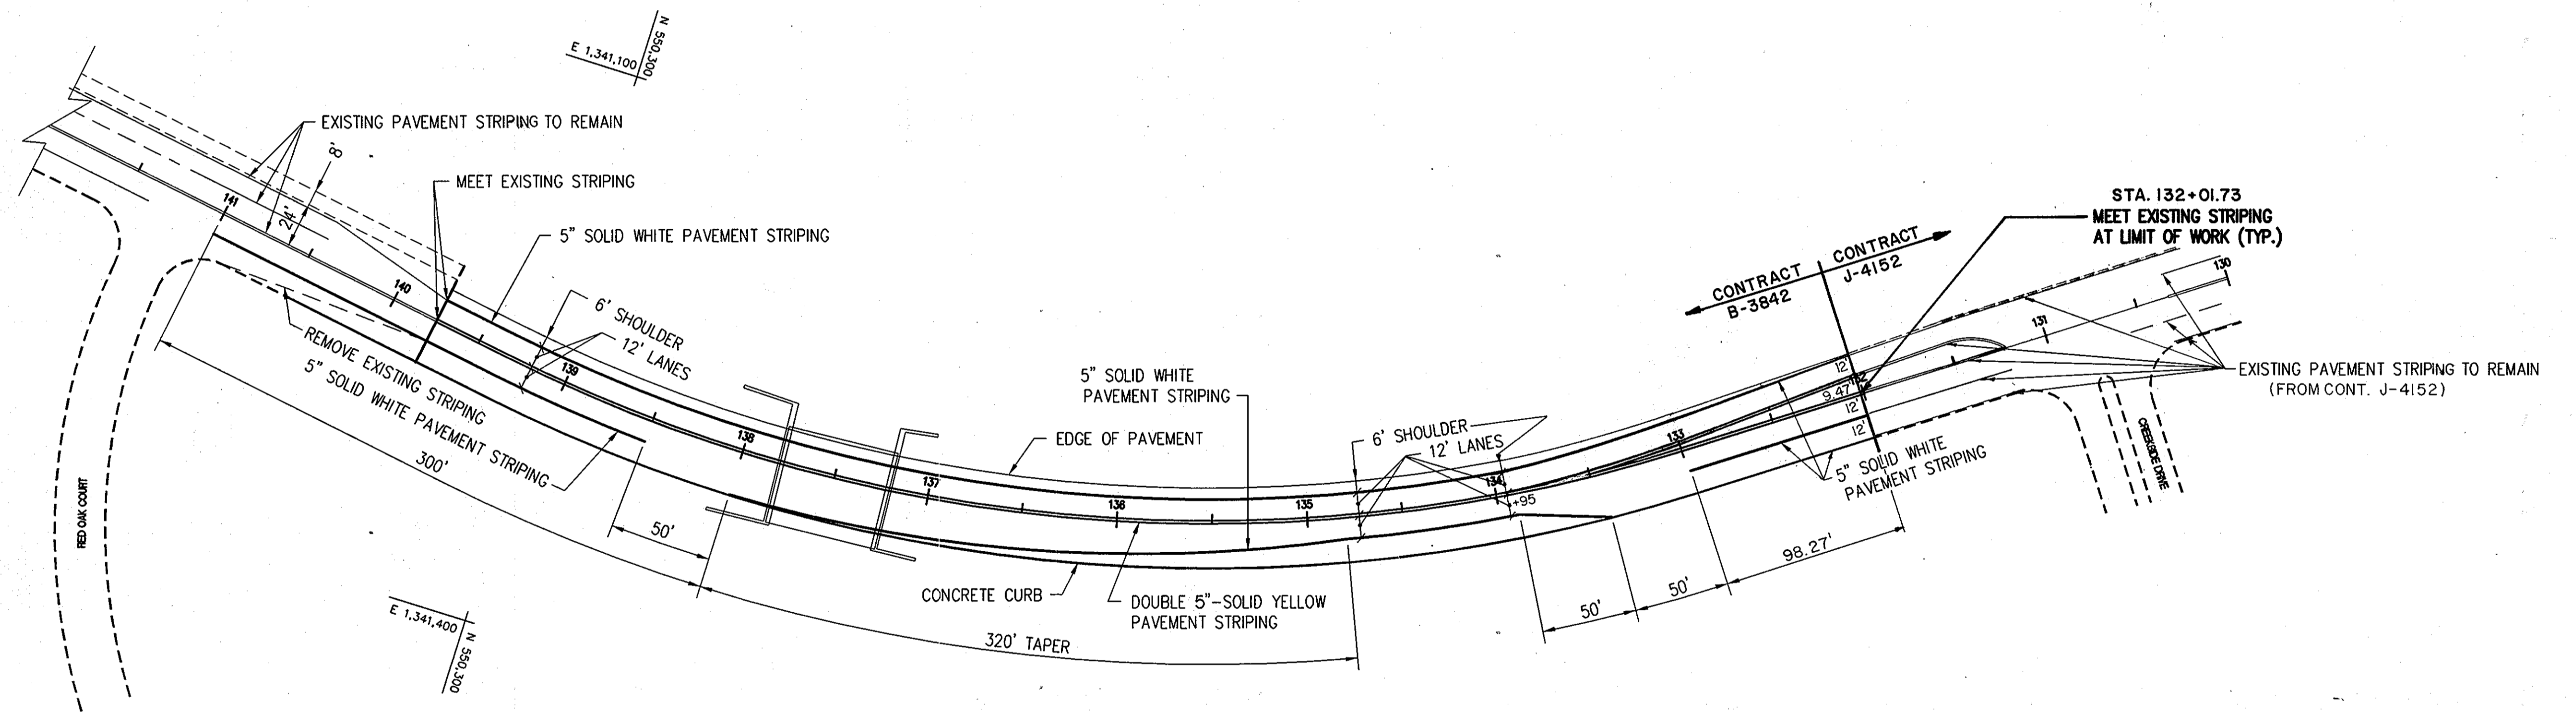 N 550,300
E 1,341,100
EXISTING PAVEMENT STRIPING TO REMAIN
8'
MEET EXISTING STRIPING
24'
141
5" SOLID WHITE PAVEMENT STRIPING
140
6' SHOULDER
12' LANES
139
REMOVE EXISTING STRIPING
5" SOLID WHITE PAVEMENT STRIPING
300'
50'
RED OAK COURT
138
137
136
135
134
+95
133
132
131
130
EDGE OF PAVEMENT
5" SOLID WHITE
PAVEMENT STRIPING
6' SHOULDER
12' LANES
CONTRACT
B-3842
CONTRACT
J-4152
STA. 132+01.73
MEET EXISTING STRIPING
AT LIMIT OF WORK (TYP.)
12'
9.47'
12'
12'
EXISTING PAVEMENT STRIPING TO REMAIN
(FROM CONT. J-4152)
CREEKSIDE DRIVE
5" SOLID WHITE
PAVEMENT STRIPING
98.27'
50'
50'
CONCRETE CURB
DOUBLE 5"-SOLID YELLOW
PAVEMENT STRIPING
320' TAPER
E 1,341,400
N 550,300